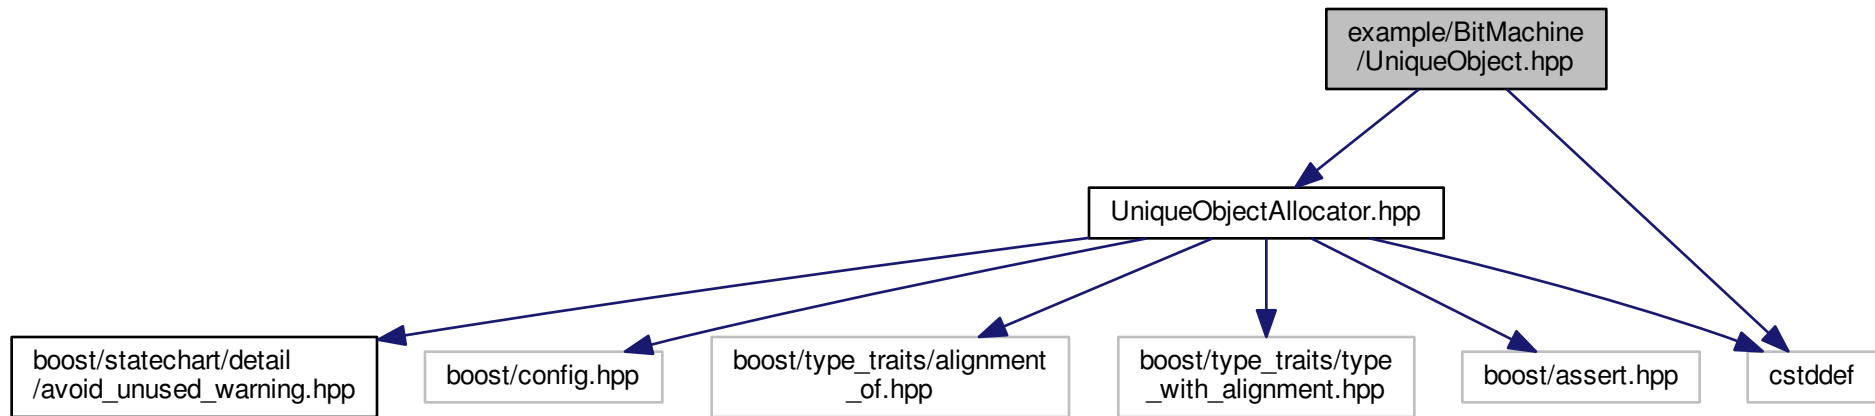 example/BitMachine
/UniqueObject.hpp
UniqueObjectAllocator.hpp
boost/statechart/detail
/avoid_unused_warning.hpp
boost/config.hpp
boost/type_traits/alignment
_of.hpp
boost/type_traits/type
_with_alignment.hpp
boost/assert.hpp
cstddef